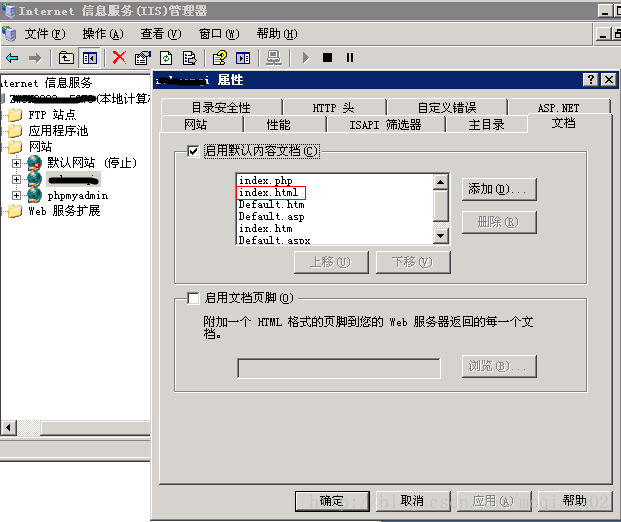 Internet 信息服务(IIS)管理器
文件(F) 操作(A) 查看(V) 窗口(W) 帮助(H)
nternet 信息服务
(本地计算
FTP 站点
应用程序池
网站
默认网站 (停止)
phpmyadmin
Web 服务扩展
属性
目录安全性 HTTP 头 自定义错误 ASP.NET
网站 性能 ISAPI 筛选器 主目录 文档
启用默认内容文档(C)
index.php
index.html
Default.htm
Default.asp
index.htm
Default.aspx
添加(D)...
删除(R)
上移(U) 下移(V)
启用文档页脚(O)
附加一个 HTML 格式的页脚到您的 Web 服务器返回的每一个文
档。
浏览(B)...
确定 取消 应用(A) 帮助